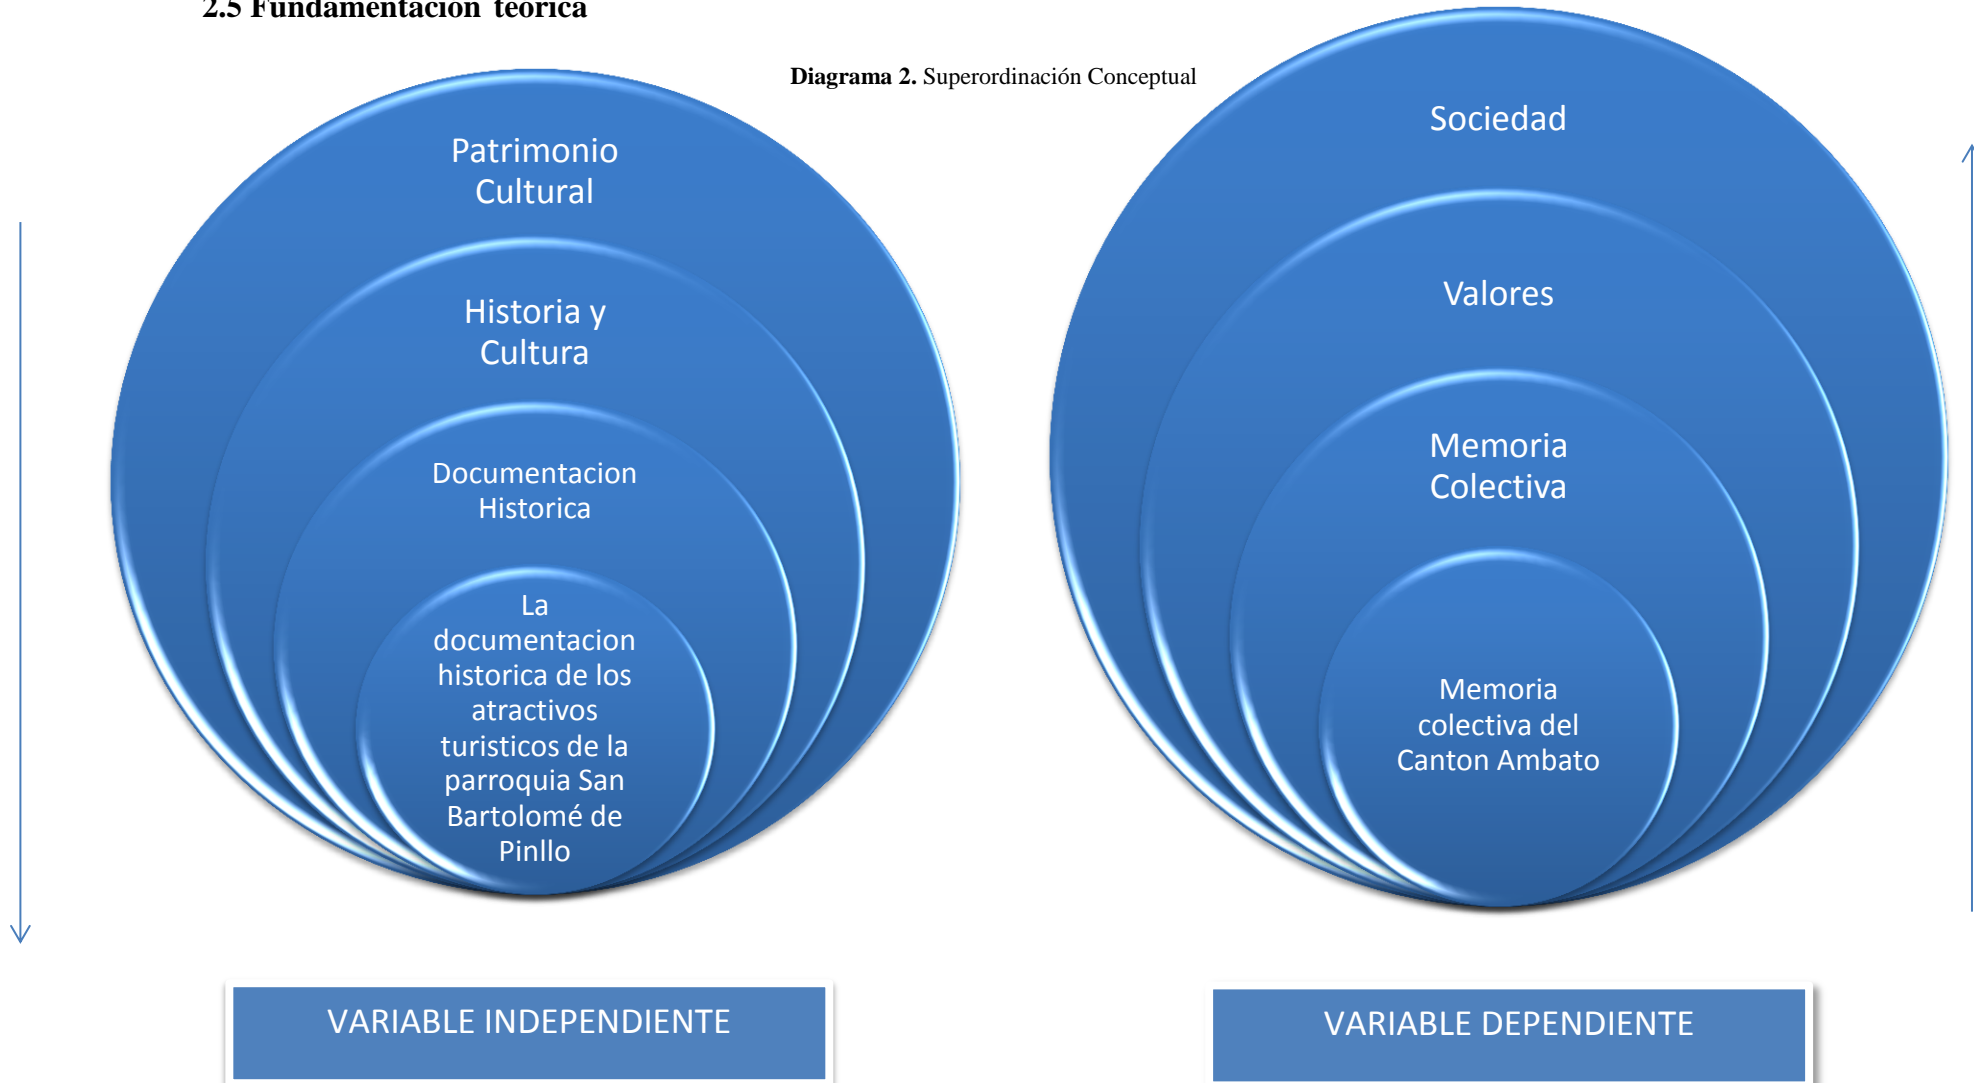 2.5 Fundamentación teórica
Diagrama 2. Superordinación Conceptual
Patrimonio
Cultural
Historia y
Cultura
Documentacion
Historica
La
documentacion
historica de los
atractivos
turisticos de la
parroquia San
Bartolomé de
Pinllo
VARIABLE INDEPENDIENTE
Sociedad
Valores
Memoria
Colectiva
Memoria
colectiva del
Canton Ambato
VARIABLE DEPENDIENTE